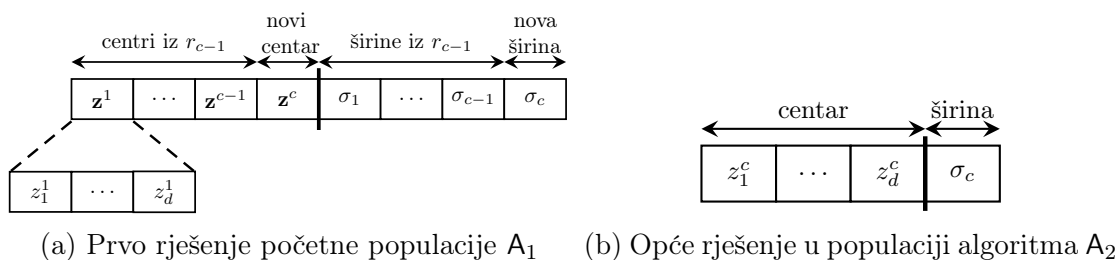 novi
nova
centri iz r_{c−1}
centar
širine iz r_{c−1}
širina
z^1 ⋯ z^{c−1} z^c σ_1 ⋯ σ_{c−1} σ_c
z_1^1 ⋯ z_d^1
(a) Prvo rješenje početne populacije A_1
centar širina
z_1^c ⋯ z_d^c σ_c
(b) Opće rješenje u populaciji algoritma A_2